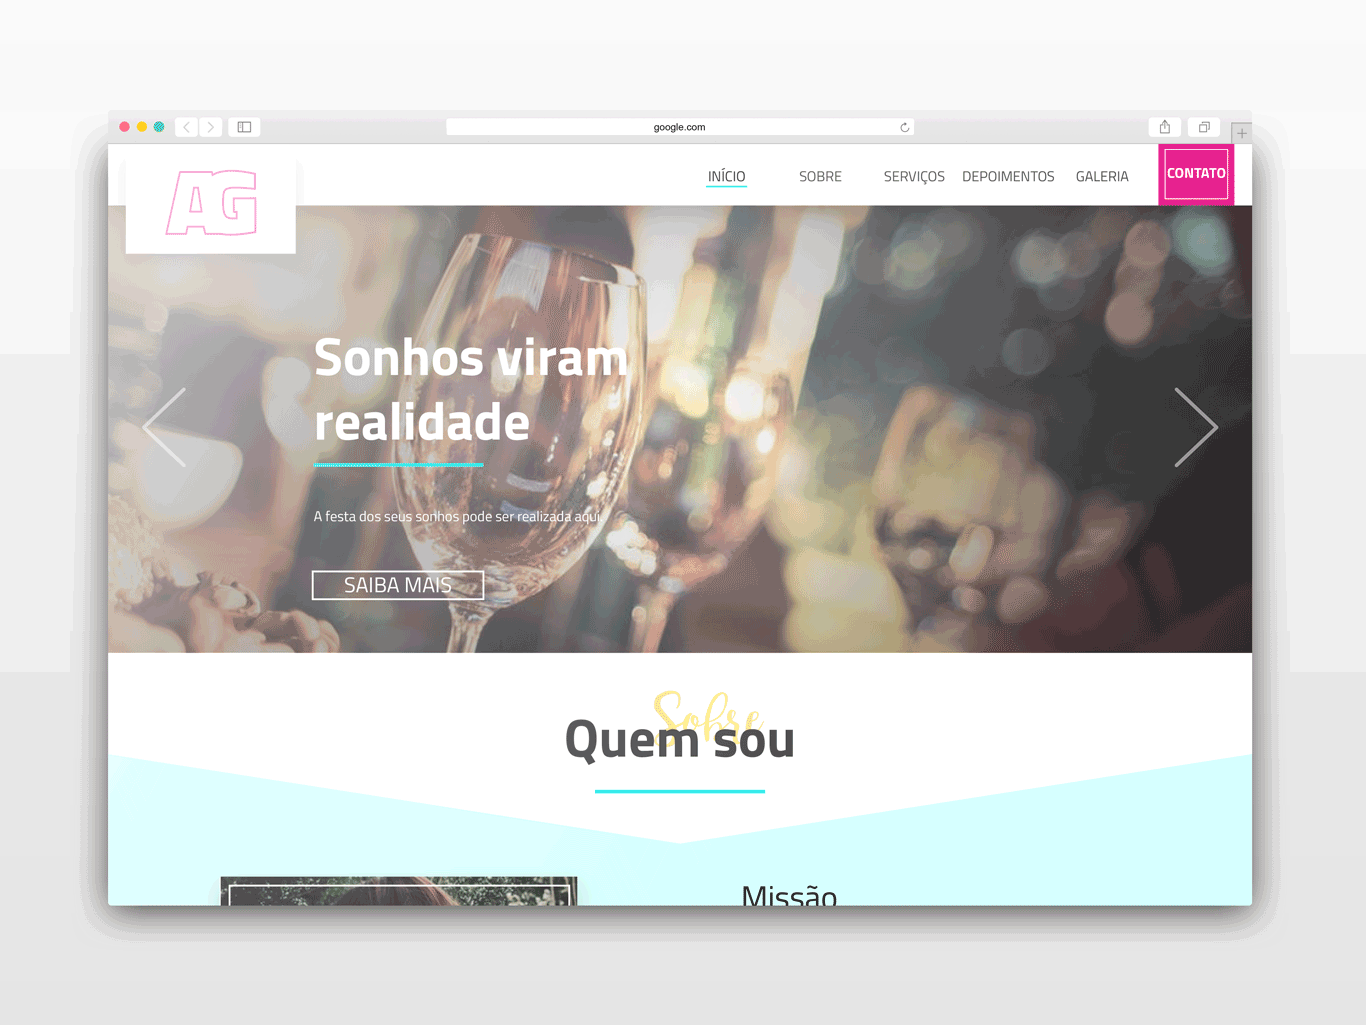 google.com
AG
INÍCIO SOBRE SERVIÇOS DEPOIMENTOS GALERIA CONTATO
Sonhos viram
realidade
A festa dos seus sonhos pode ser realizada aqui.
SAIBA MAIS
Sobre
Quem sou
Missão